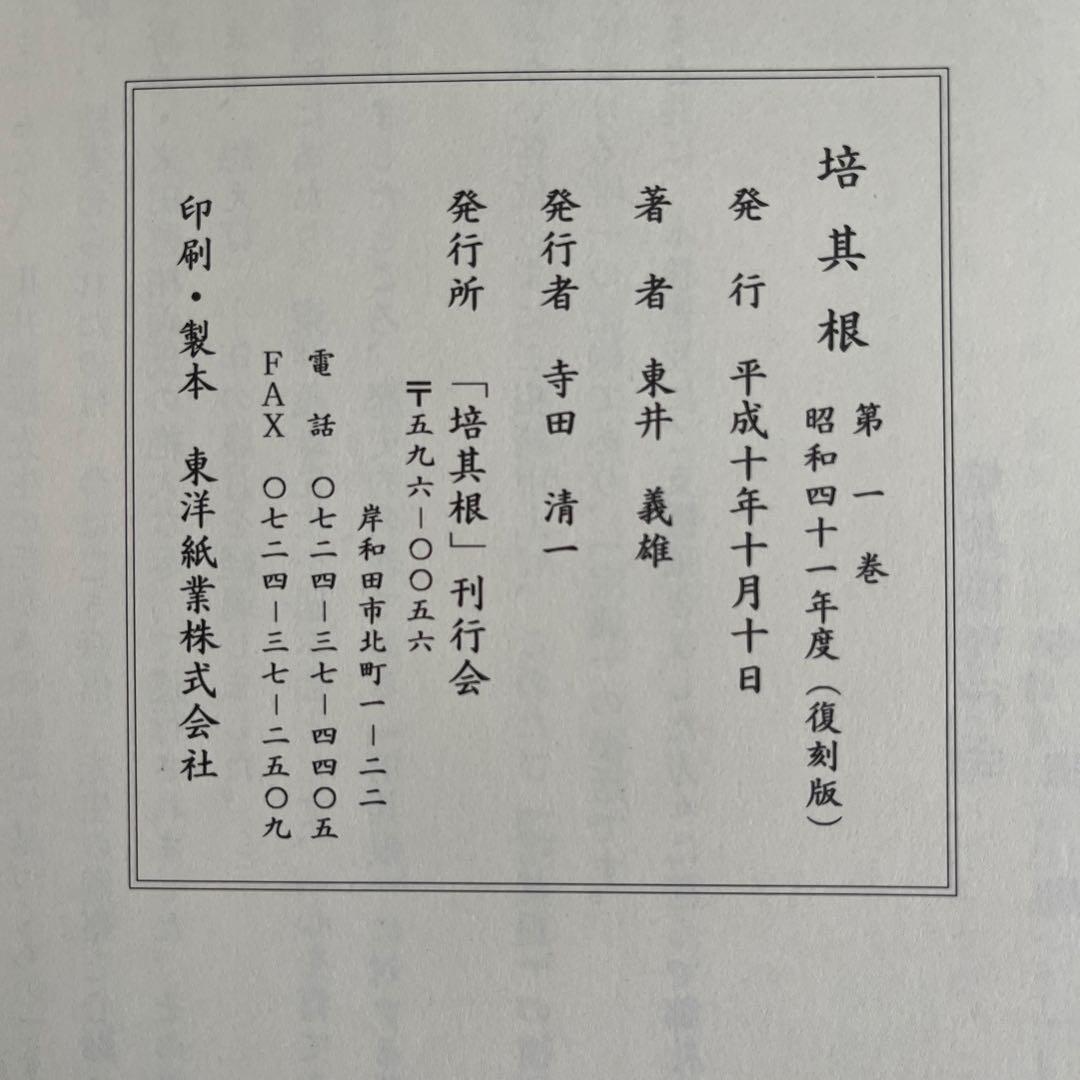 培其根
第一巻
昭和四十一年度（復刻版）
発行 平成十年十月十日
著者 東井 義雄
発行者 寺田 清一
発行所 「培其根」刊行会
〒五九六－〇〇五六
岸和田市北町一－二二
電話 〇七二四－三七－四四〇五
ＦＡＸ 〇七二四－三七－二五〇九
印刷・製本 東洋紙業株式会社